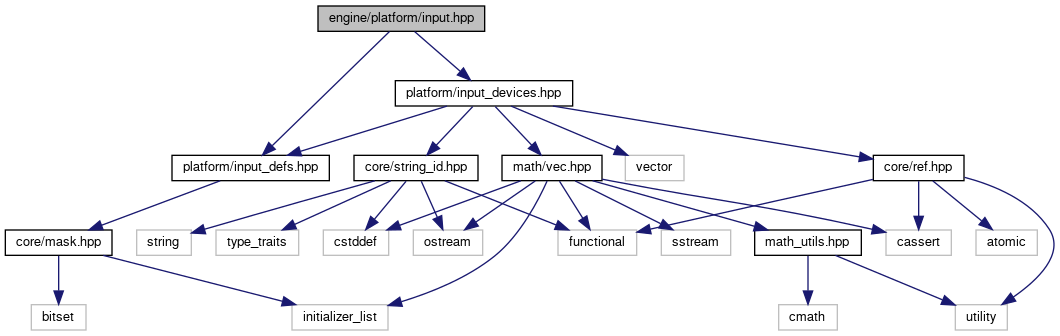 engine/platform/input.hpp
platform/input_devices.hpp
platform/input_defs.hpp
core/string_id.hpp
math/vec.hpp
vector
core/ref.hpp
core/mask.hpp
string
type_traits
cstddef
ostream
functional
sstream
math_utils.hpp
cassert
atomic
bitset
initializer_list
cmath
utility